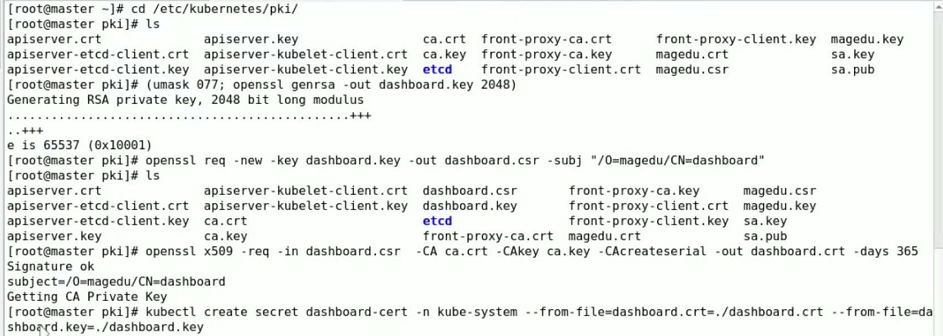 [root@master ~]# cd /etc/kubernetes/pki/
[root@master pki]# ls
apiserver.crt apiserver.key ca.crt front-proxy-ca.crt front-proxy-client.key magedu.key
apiserver-etcd-client.crt apiserver-kubelet-client.crt ca.key front-proxy-ca.key magedu.crt sa.key
apiserver-etcd-client.key apiserver-kubelet-client.key etcd front-proxy-client.crt magedu.csr sa.pub
[root@master pki]# (umask 077; openssl genrsa -out dashboard.key 2048)
Generating RSA private key, 2048 bit long modulus
.............................................+++
..+++
e is 65537 (0x10001)
[root@master pki]# openssl req -new -key dashboard.key -out dashboard.csr -subj "/O=magedu/CN=dashboard"
[root@master pki]# ls
apiserver.crt apiserver-kubelet-client.crt dashboard.csr front-proxy-ca.key magedu.csr
apiserver-etcd-client.crt apiserver-kubelet-client.key dashboard.key front-proxy-client.crt magedu.key
apiserver-etcd-client.key ca.crt etcd front-proxy-client.key sa.key
apiserver.key ca.key front-proxy-ca.crt magedu.crt sa.pub
[root@master pki]# openssl x509 -req -in dashboard.csr -CA ca.crt -CAkey ca.key -CAcreateserial -out dashboard.crt -days 365
Signature ok
subject=/O=magedu/CN=dashboard
Getting CA Private Key
[root@master pki]# kubectl create secret dashboard-cert -n kube-system --from-file=dashboard.crt=./dashboard.crt --from-file=da
shboard.key=./dashboard.key